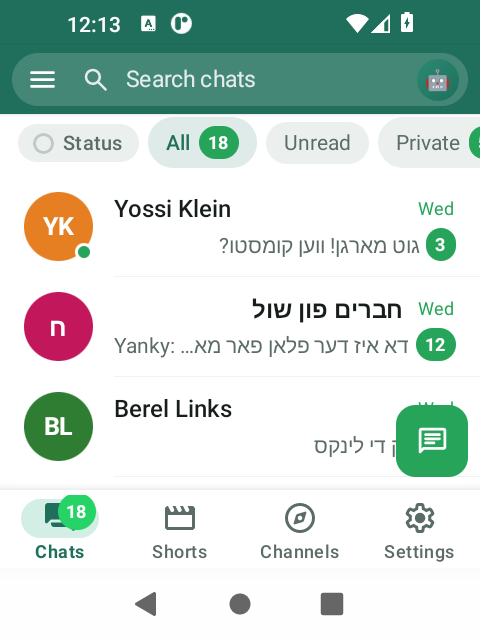 12:13
Search chats
Status
All 18
Unread
Private
YK
Yossi Klein
Wed
גוט מארגן! ווען קומסטו?
3
ח
חברים פון שול
Wed
Yanky: דא איז דער פלאן פאר מא...
12
BL
Berel Links
די לינקס
18
Chats
Shorts
Channels
Settings